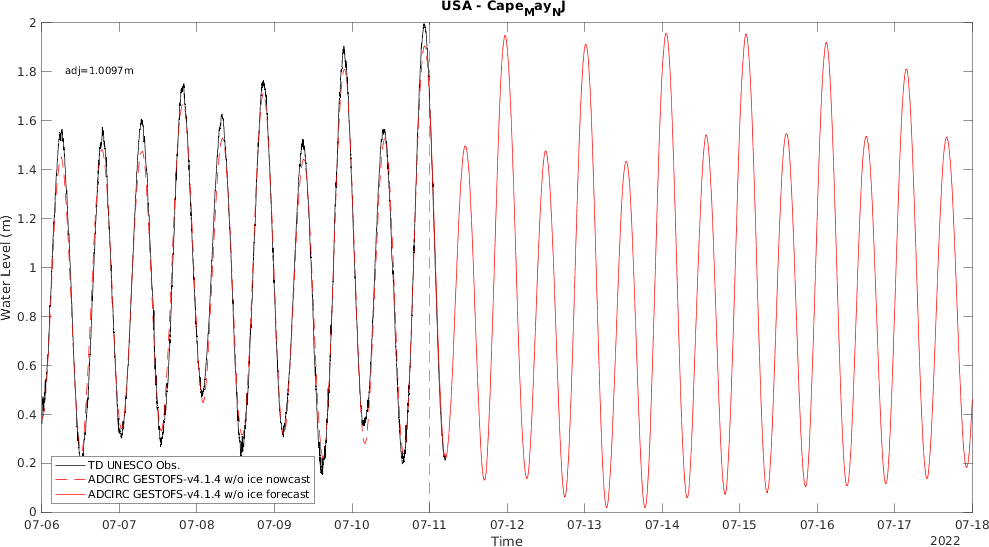 USA - Cape_May_NJ
2
1.8
1.6
1.4
1.2
1
0.8
0.6
0.4
0.2
0
Water Level (m)
adj=1.0097m
TD UNESCO Obs.
ADCIRC GESTOFS-v4.1.4 w/o ice nowcast
ADCIRC GESTOFS-v4.1.4 w/o ice forecast
07-06 07-07 07-08 07-09 07-10 07-11 07-12 07-13 07-14 07-15 07-16 07-17 07-18
Time
2022